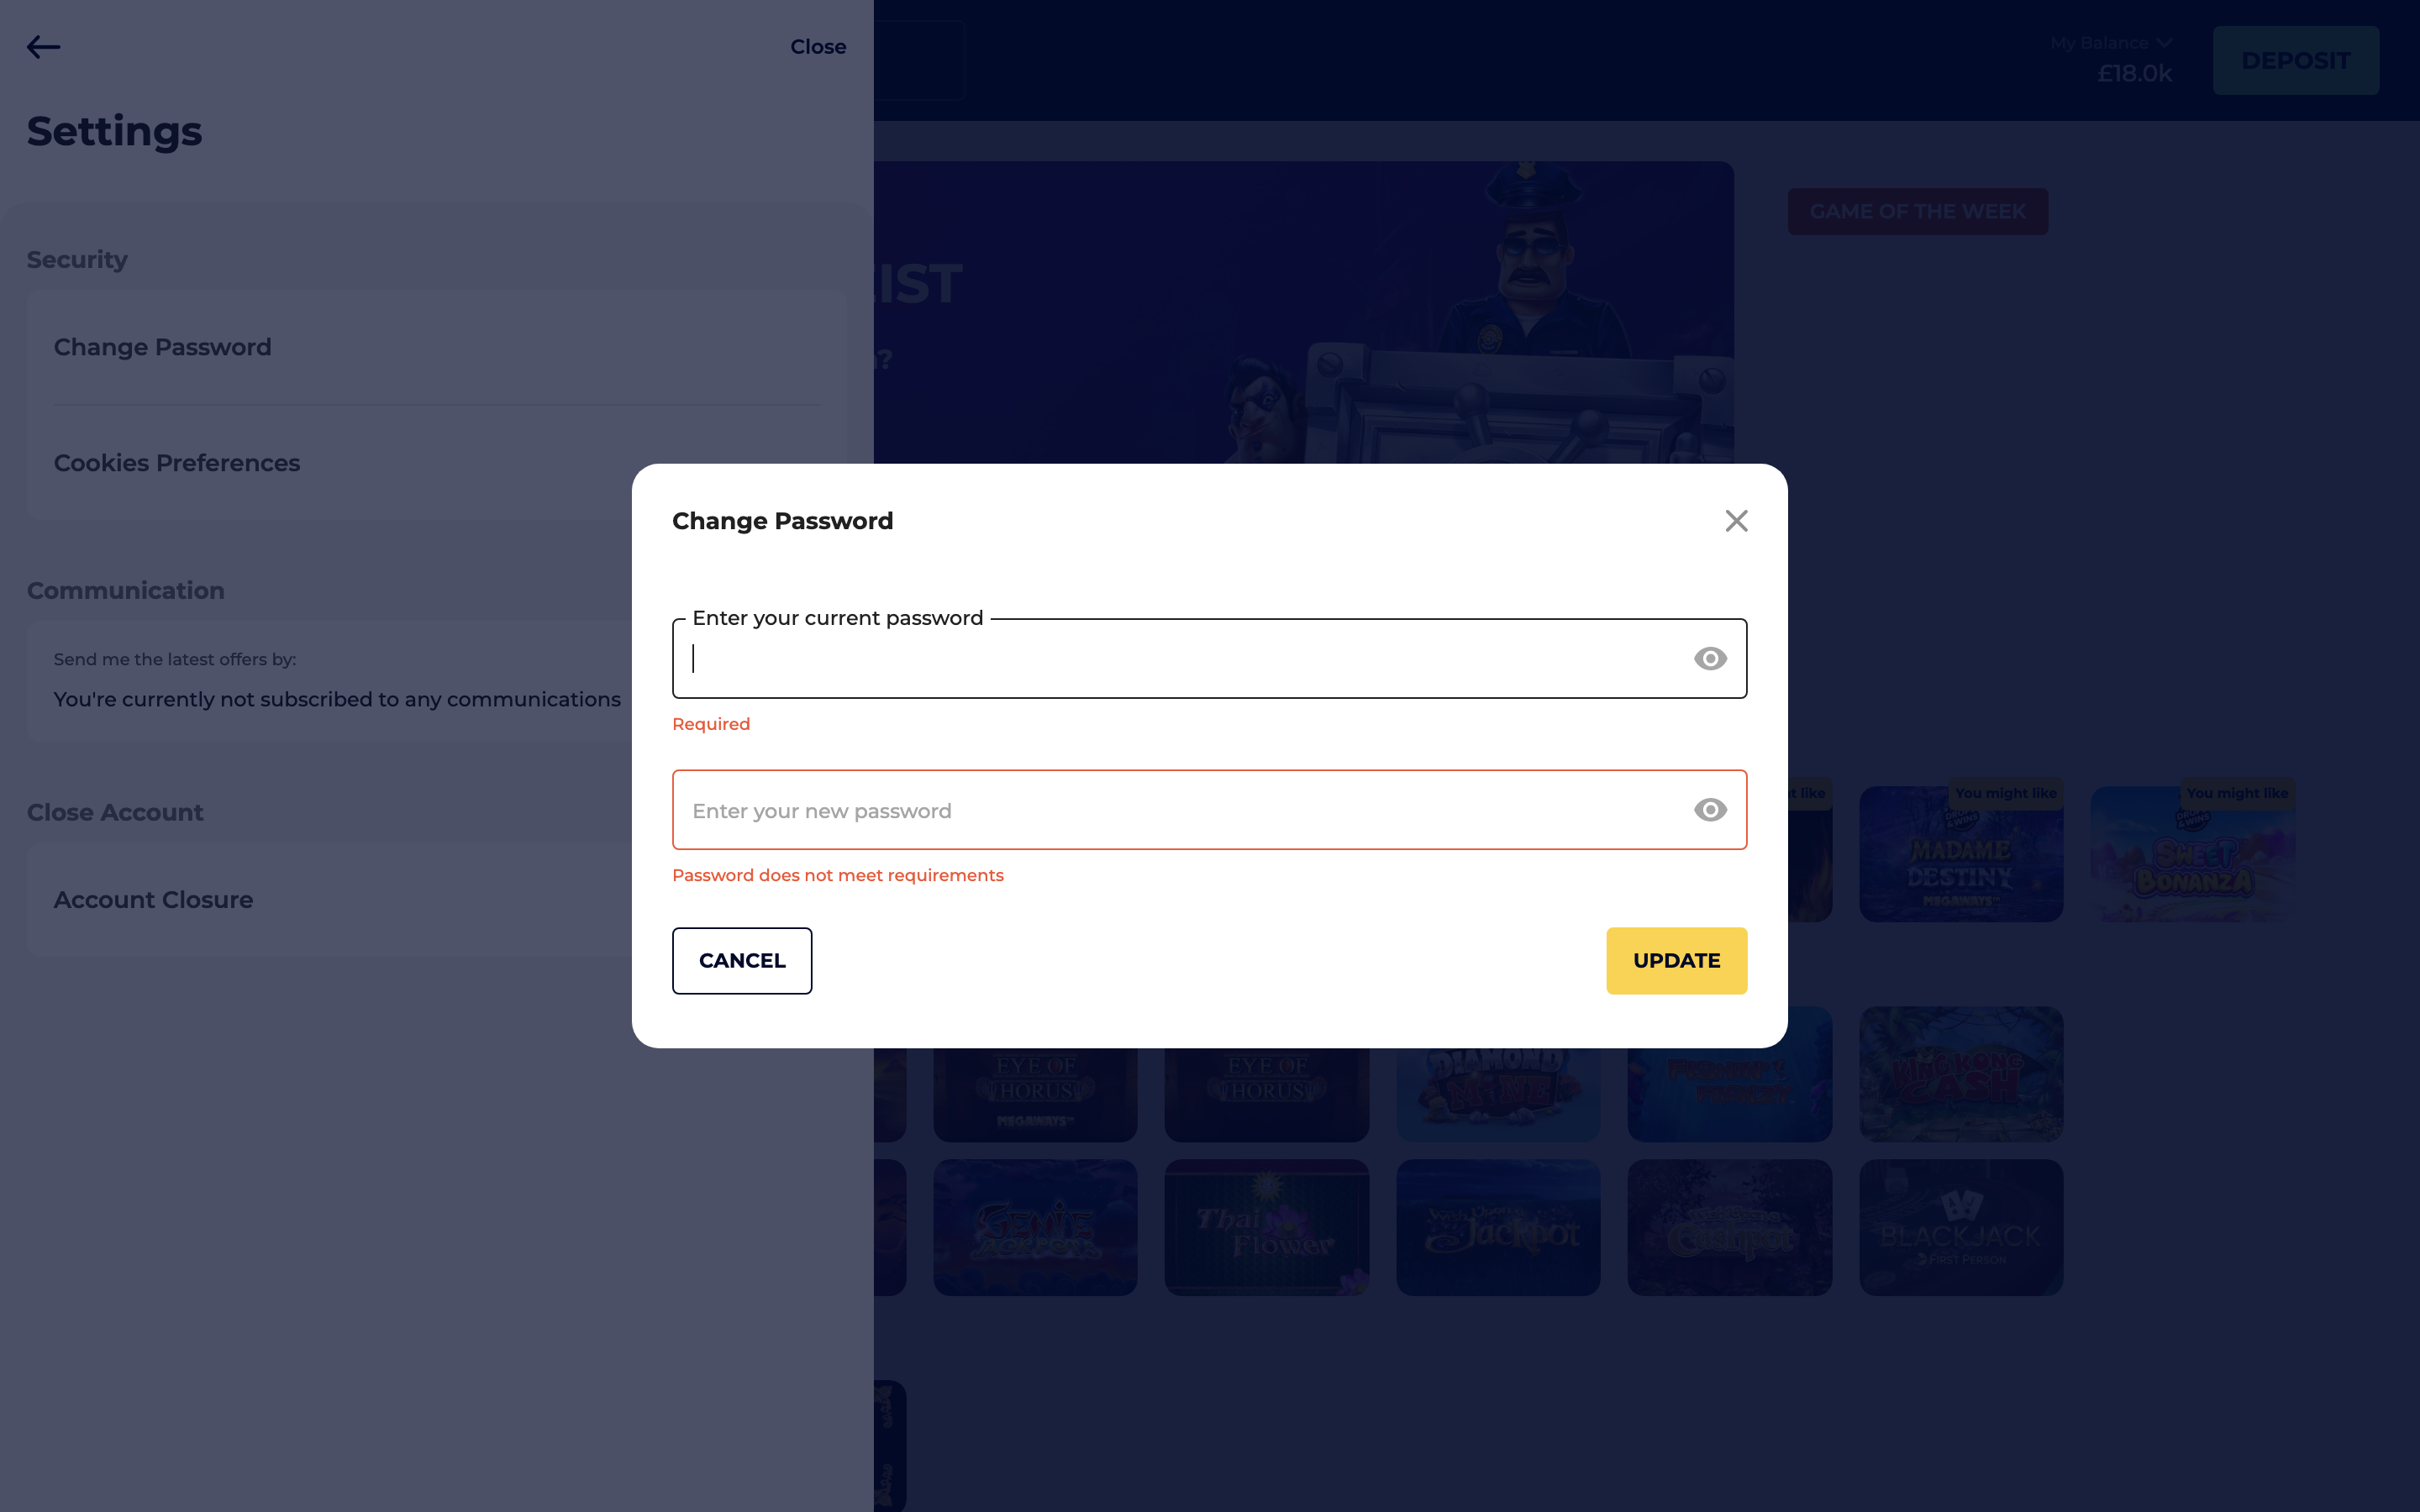 Close
My Balance
£18.0k
DEPOSIT
Settings
GAME OF THE WEEK
Security
Change Password
Cookies Preferences
Communication
Send me the latest offers by:
You're currently not subscribed to any communications
Close Account
Account Closure
Change Password
Enter your current password
Required
Enter your new password
Password does not meet requirements
CANCEL
UPDATE
You might like
You might like
MADAME
DESTINY
MEGAWAYS™
SWEET
BONANZA
EYE OF
HORUS
MEGAWAYS™
EYE OF
HORUS
DIAMOND
MINE
KING KONG
CASH
GENIE
JACKPOTS
Thai
Flower
Wish Upon a
Jackpot
BLACKJACK
FIRST PERSON